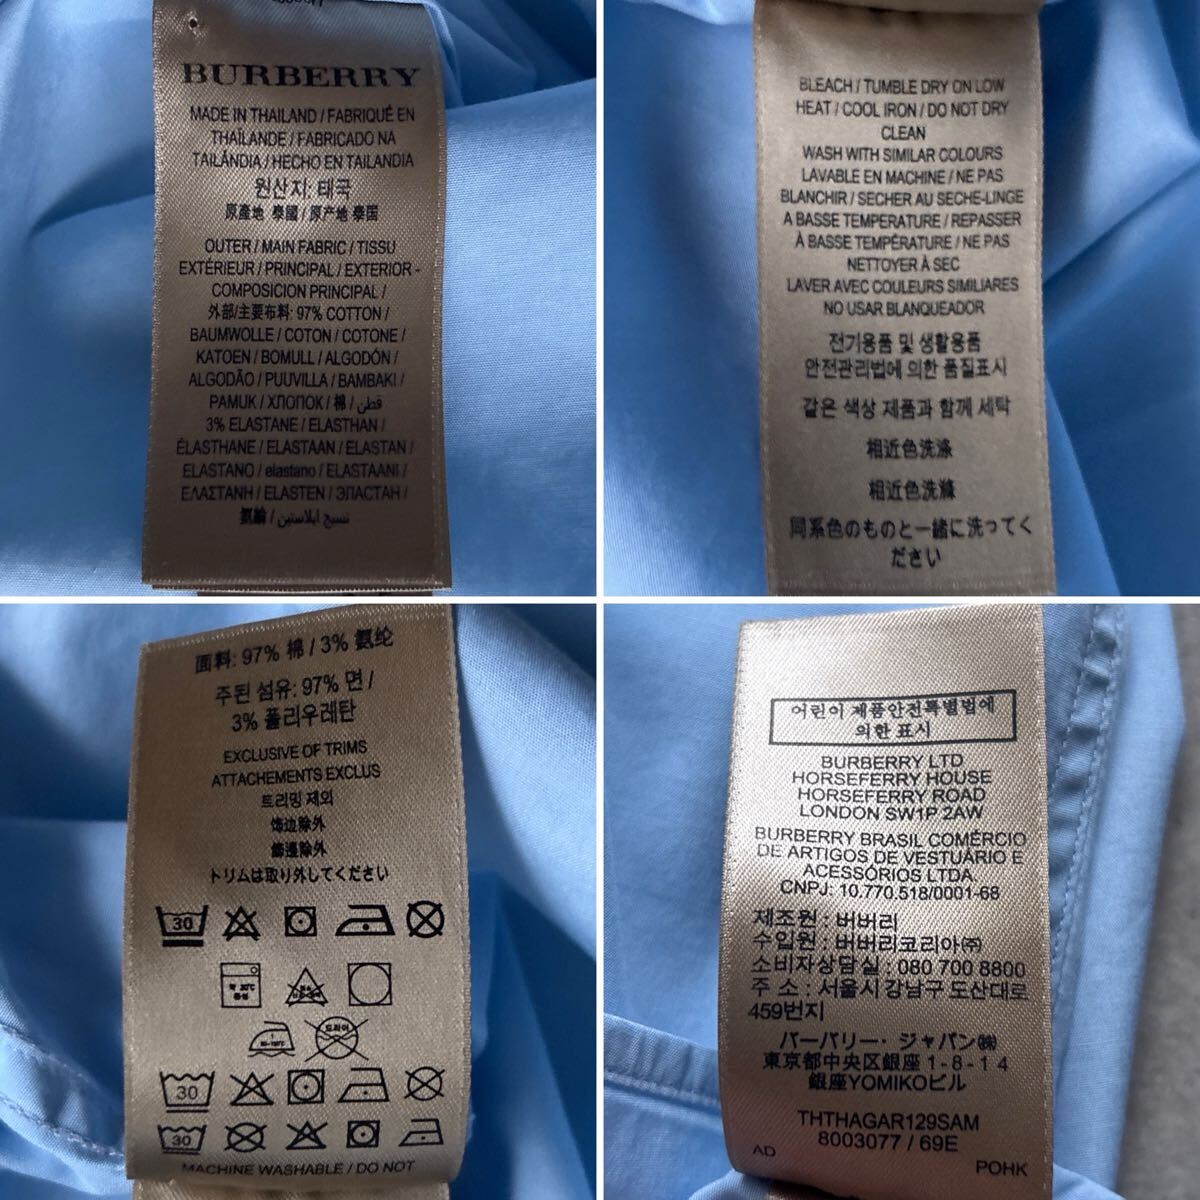 BURBERRY
MADE IN THAILAND / FABRIQUÉ EN
THAÏLANDE / FABRICADO NA
TAILÂNDIA / HECHO EN TAILANDIA
원산지: 태국
原產地 泰國 / 原产地 泰国
OUTER / MAIN FABRIC / TISSU
EXTÉRIEUR / PRINCIPAL / EXTERIOR -
COMPOSICION PRINCIPAL /
外部/主要布料: 97% COTTON /
BAUMWOLLE / COTON / COTONE /
KATOEN / BOMULL / ALGODÓN /
ALGODÃO / PUUVILLA / BAMBAKI /
PAMUK / ХЛОПОК / 棉 / قطن /
3% ELASTANE / ELASTHAN /
ÉLASTHANE / ELASTAAN / ELASTAN /
ELASTANO / elastano / ELASTAANI /
ΕΛΑΣΤΑΝΗ / ELASTEN / ЭЛАСТАН /
氨綸 / نسيج ايلاستين
BLEACH / TUMBLE DRY ON LOW
HEAT / COOL IRON / DO NOT DRY
CLEAN
WASH WITH SIMILAR COLOURS
LAVABLE EN MACHINE / NE PAS
BLANCHIR / SECHER AU SECHE-LINGE
A BASSE TEMPERATURE / REPASSER
À BASSE TEMPÉRATURE / NE PAS
NETTOYER À SEC
LAVER AVEC COULEURS SIMILIARES
NO USAR BLANQUEADOR
전기용품 및 생활용품
안전관리법에 의한 품질표시
같은 색상 제품과 함께 세탁
相近色洗涤
相近色洗滌
同系色のものと一緒に洗ってく
ださい
面料: 97% 棉 / 3% 氨纶
주된 섬유: 97% 면 /
3% 폴리우레탄
EXCLUSIVE OF TRIMS
ATTACHEMENTS EXCLUS
트리밍 제외
饰边除外
飾邊除外
トリムは取り外してください
30
30
30
MACHINE WASHABLE / DO NOT
어린이 제품안전특별법에
의한 표시
BURBERRY LTD
HORSEFERRY HOUSE
HORSEFERRY ROAD
LONDON SW1P 2AW
BURBERRY BRASIL COMÉRCIO
DE ARTIGOS DE VESTUÁRIO E
ACESSÓRIOS LTDA.
CNPJ: 10.770.518/0001-68
제조원 : 버버리
수입원 : 버버리코리아㈜
소비자상담실 : 080 700 8800
주 소 : 서울시 강남구 도산대로
459번지
バーバリー・ジャパン㈱
東京都中央区銀座 1 - 8 - 1 4
銀座YOMIKOビル
THTHAGAR129SAM
8003077 / 69E
AD
POHK